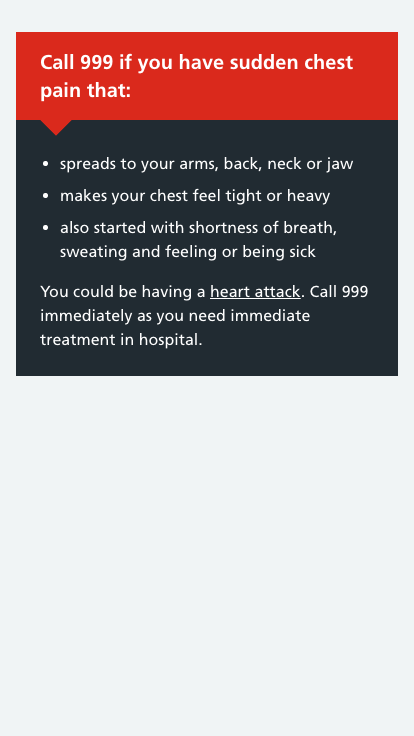 Call 999 if you have sudden chest
pain that:
• spreads to your arms, back, neck or jaw
• makes your chest feel tight or heavy
• also started with shortness of breath,
sweating and feeling or being sick
You could be having a heart attack. Call 999
immediately as you need immediate
treatment in hospital.